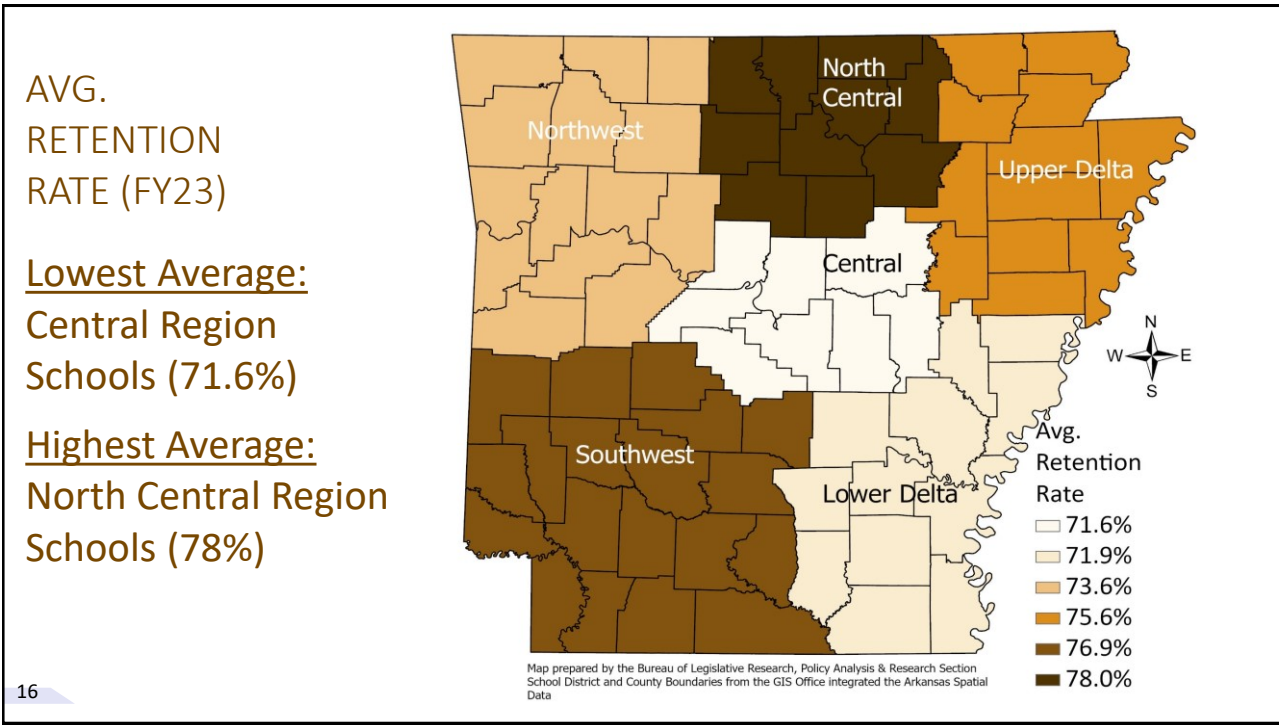 AVG.
RETENTION
RATE (FY23)
Lowest Average:
Central Region
Schools (71.6%)
Highest Average:
North Central Region
Schools (78%)
16
North
Central
Northwest
Upper Delta
Central
Southwest
Lower Delta
N
W
E
S
Avg.
Retention
Rate
71.6%
71.9%
73.6%
75.6%
76.9%
78.0%
Map prepared by the Bureau of Legislative Research, Policy Analysis & Research Section
School District and County Boundaries from the GIS Office integrated the Arkansas Spatial
Data